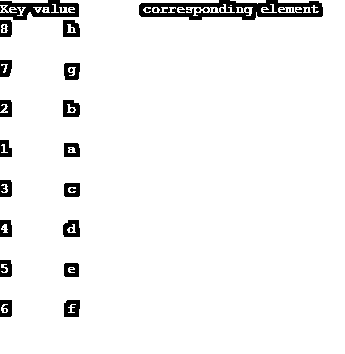 Key value corresponding element
8 h
7 g
2 b
1 a
3 c
4 d
5 e
6 f